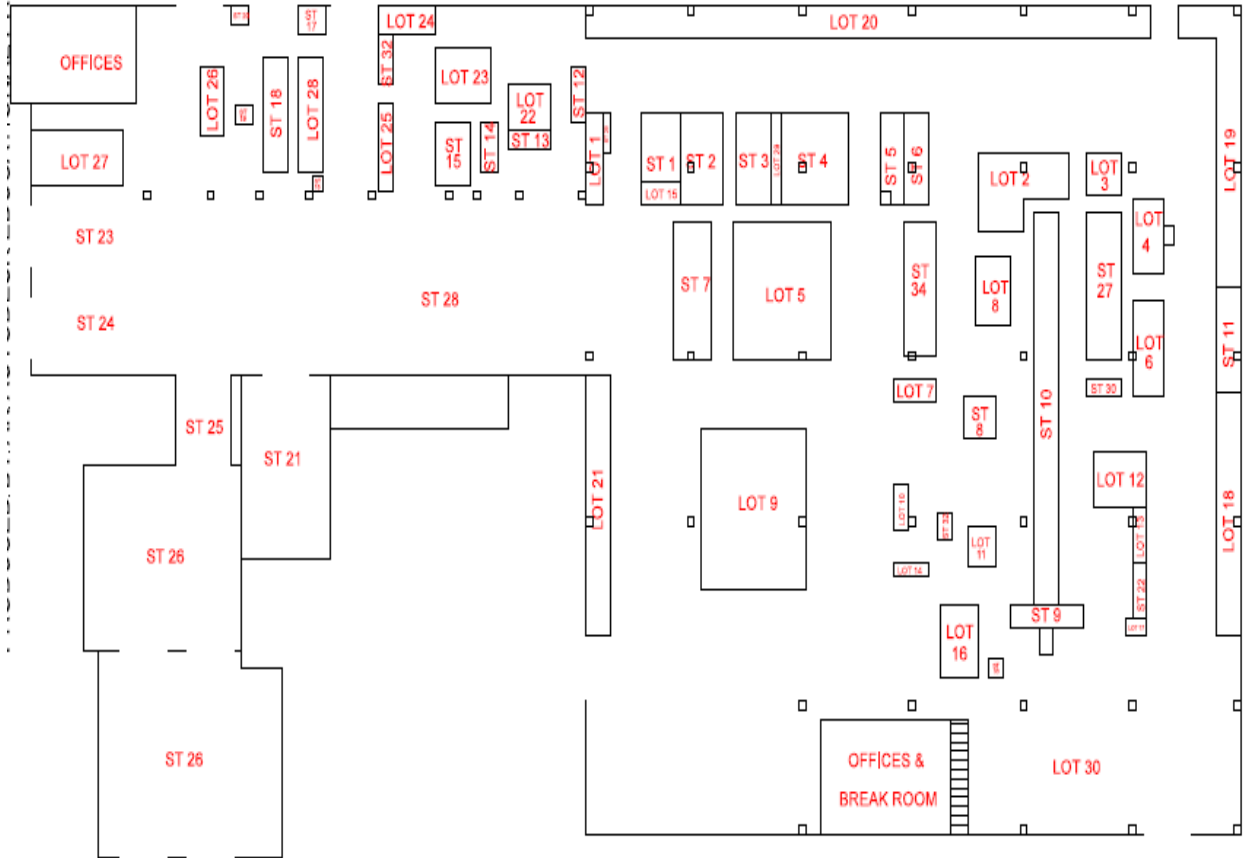 ST
17
LOT 24
LOT 20
OFFICES
ST 32
LOT 23
LOT 26
ST 18
LOT 28
ST 12
LOT
22
LOT 25
ST
15
ST 14
ST 13
LOT 1
ST 1
ST 2
ST 3
ST 4
ST 5
ST 6
LOT 19
LOT 27
LOT 15
LOT 2
LOT
3
LOT
4
ST 23
ST 28
ST 7
LOT 5
ST
34
LOT
8
ST
27
ST 24
LOT
6
ST 11
ST 25
ST 21
LOT 7
ST
8
ST 10
ST 30
LOT 21
LOT 9
LOT 10
ST 32
LOT
11
LOT 12
LOT 13
LOT 18
ST 26
LOT 14
ST 22
LOT
16
ST 9
ST 26
OFFICES &
BREAK ROOM
LOT 30